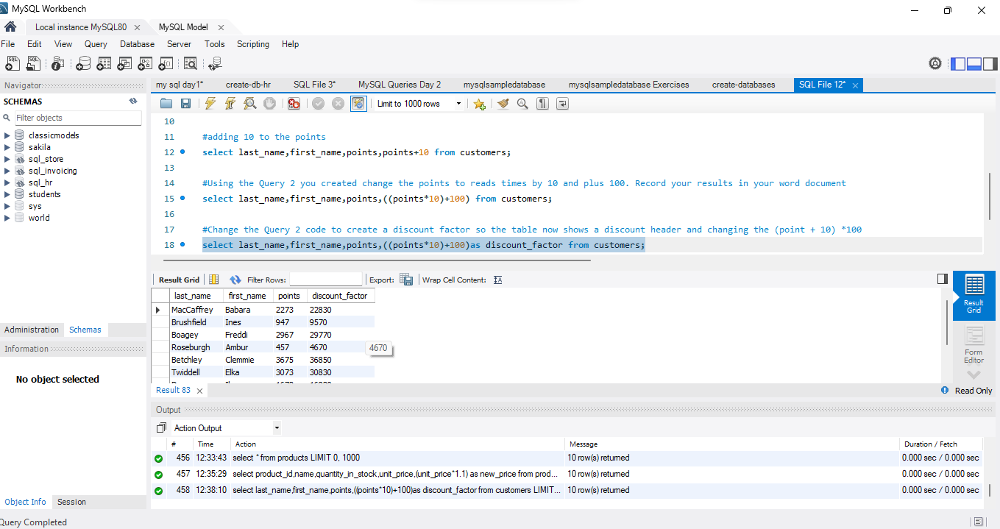 MySQL Workbench
Local instance MySQL80 MySQL Model
File Edit View Query Database Server Tools Scripting Help
Navigator
SCHEMAS
Filter objects
classicmodels
sakila
sql_store
sql_invoicing
sql_hr
students
sys
world
Administration Schemas
Information
No object selected
Object Info Session
my sql day1* create-db-hr SQL File 3* MySQL Queries Day 2 mysqlsampledatabase mysqlsampledatabase Exercises create-databases SQL File 12*
Limit to 1000 rows
10
11 #adding 10 to the points
12 select last_name,first_name,points,points+10 from customers;
13
14 #Using the Query 2 you created change the points to reads times by 10 and plus 100. Record your results in your word document
15 select last_name,first_name,points,((points*10)+100) from customers;
16
17 #Change the Query 2 code to create a discount factor so the table now shows a discount header and changing the (point + 10) *100
18 select last_name,first_name,points,((points*10)+100)as discount_factor from customers;
Result Grid Filter Rows: Export: Wrap Cell Content:
last_name first_name points discount_factor
MacCaffrey Babara 2273 22830
Brushfield Ines 947 9570
Boagey Freddi 2967 29770
Roseburgh Ambur 457 4670
4670
Betchley Clemmie 3675 36850
Twiddell Elka 3073 30830
Result Grid
Form Editor
Result 83
Read Only
Output
Action Output
# Time Action Message Duration / Fetch
456 12:33:43 select * from products LIMIT 0, 1000 10 row(s) returned 0.000 sec / 0.000 sec
457 12:35:29 select product_id,name,quantity_in_stock,unit_price,(unit_price*1.1) as new_price from prod... 10 row(s) returned 0.000 sec / 0.000 sec
458 12:38:10 select last_name,first_name,points,((points*10)+100)as discount_factor from customers LIMIT... 10 row(s) returned 0.000 sec / 0.000 sec
Query Completed